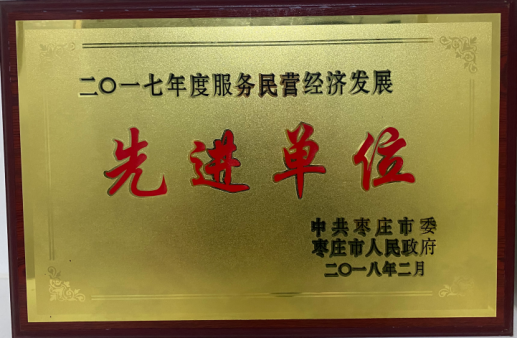 二〇一七年度服务民营经济发展
先进单位
中共枣庄市委
枣庄市人民政府
二〇一八年二月